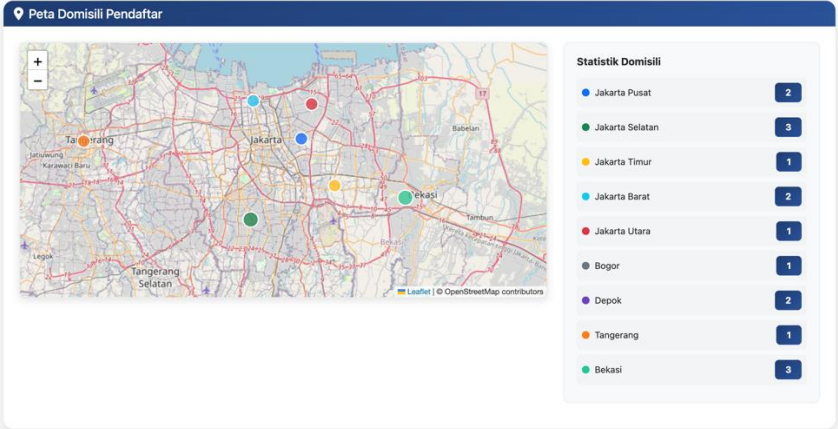 Peta Domisili Pendaftar
+
−
17
Babelan
Jakarta
Jatiuwung
Karawaci Baru
Bekasi
Tambun
Legok
Tangerang
Selatan
Leaflet | © OpenStreetMap contributors
Statistik Domisili
Jakarta Pusat 2
Jakarta Selatan 3
Jakarta Timur 1
Jakarta Barat 2
Jakarta Utara 1
Bogor 1
Depok 2
Tangerang 1
Bekasi 3